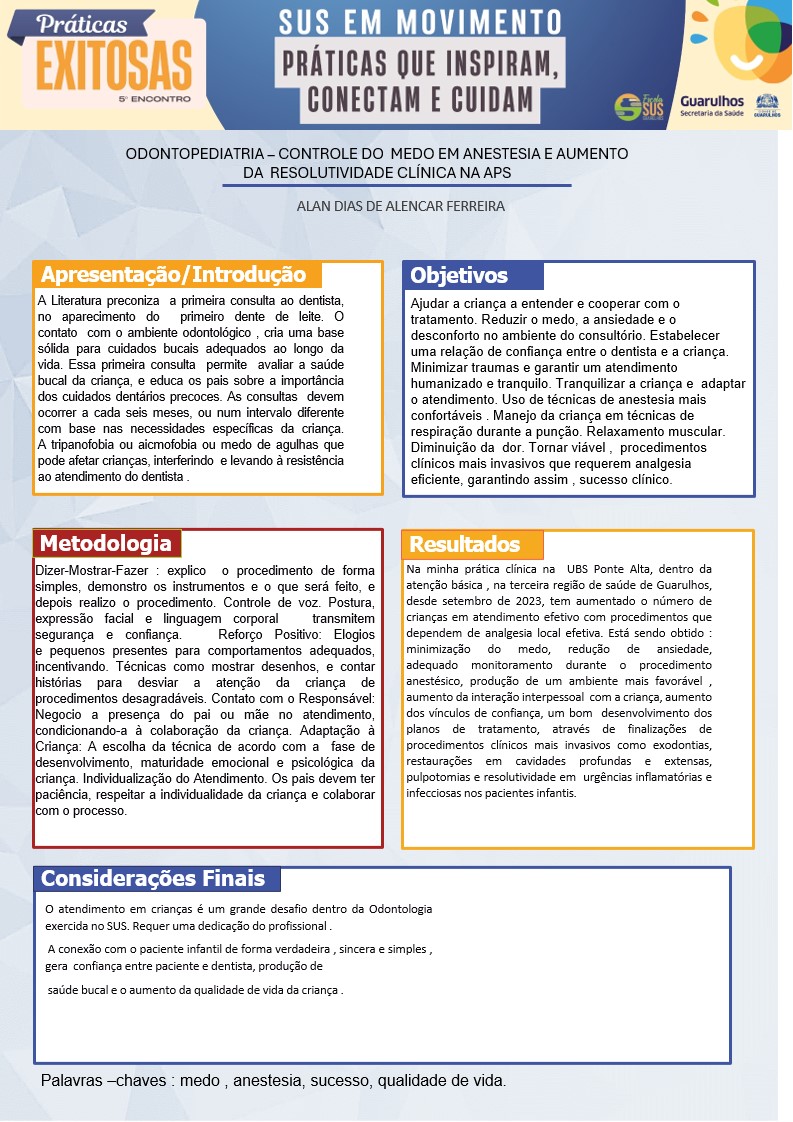 Práticas
EXITOSAS
5º ENCONTRO
SUS EM MOVIMENTO
PRÁTICAS QUE INSPIRAM,
CONECTAM E CUIDAM
Escola
SUS
Guarulhos
Secretaria da Saúde
GUARULHOS
ODONTOPEDIATRIA – CONTROLE DO MEDO EM ANESTESIA E AUMENTO
DA RESOLUTIVIDADE CLÍNICA NA APS
ALAN DIAS DE ALENCAR FERREIRA
Apresentação/Introdução
A Literatura preconiza a primeira consulta ao dentista,
no aparecimento do primeiro dente de leite. O
contato com o ambiente odontológico , cria uma base
sólida para cuidados bucais adequados ao longo da
vida. Essa primeira consulta permite avaliar a saúde
bucal da criança, e educa os pais sobre a importância
dos cuidados dentários precoces. As consultas devem
ocorrer a cada seis meses, ou num intervalo diferente
com base nas necessidades específicas da criança.
A tripanofobia ou aicmofobia ou medo de agulhas que
pode afetar crianças, interferindo e levando à resistência
ao atendimento do dentista .
Objetivos
Ajudar a criança a entender e cooperar com o
tratamento. Reduzir o medo, a ansiedade e o
desconforto no ambiente do consultório. Estabelecer
uma relação de confiança entre o dentista e a criança.
Minimizar traumas e garantir um atendimento
humanizado e tranquilo. Tranquilizar a criança e adaptar
o atendimento. Uso de técnicas de anestesia mais
confortáveis . Manejo da criança em técnicas de
respiração durante a punção. Relaxamento muscular.
Diminuição da dor. Tornar viável , procedimentos
clínicos mais invasivos que requerem analgesia
eficiente, garantindo assim , sucesso clínico.
Metodologia
Dizer-Mostrar-Fazer : explico o procedimento de forma
simples, demonstro os instrumentos e o que será feito, e
depois realizo o procedimento. Controle de voz. Postura,
expressão facial e linguagem corporal transmitem
segurança e confiança. Reforço Positivo: Elogios
e pequenos presentes para comportamentos adequados,
incentivando. Técnicas como mostrar desenhos, e contar
histórias para desviar a atenção da criança de
procedimentos desagradáveis. Contato com o Responsável:
Negocio a presença do pai ou mãe no atendimento,
condicionando-a à colaboração da criança. Adaptação à
Criança: A escolha da técnica de acordo com a fase de
desenvolvimento, maturidade emocional e psicológica da
criança. Individualização do Atendimento. Os pais devem ter
paciência, respeitar a individualidade da criança e colaborar
com o processo.
Resultados
Na minha prática clínica na UBS Ponte Alta, dentro da
atenção básica , na terceira região de saúde de Guarulhos,
desde setembro de 2023, tem aumentado o número de
crianças em atendimento efetivo com procedimentos que
dependem de analgesia local efetiva. Está sendo obtido :
minimização do medo, redução de ansiedade,
adequado monitoramento durante o procedimento
anestésico, produção de um ambiente mais favorável ,
aumento da interação interpessoal com a criança, aumento
dos vínculos de confiança, um bom desenvolvimento dos
planos de tratamento, através de finalizações de
procedimentos clínicos mais invasivos como exodontias,
restaurações em cavidades profundas e extensas,
pulpotomias e resolutividade em urgências inflamatórias e
infecciosas nos pacientes infantis.
Considerações Finais
O atendimento em crianças é um grande desafio dentro da Odontologia
exercida no SUS. Requer uma dedicação do profissional .
A conexão com o paciente infantil de forma verdadeira , sincera e simples ,
gera confiança entre paciente e dentista, produção de
saúde bucal e o aumento da qualidade de vida da criança .
Palavras –chaves : medo , anestesia, sucesso, qualidade de vida.